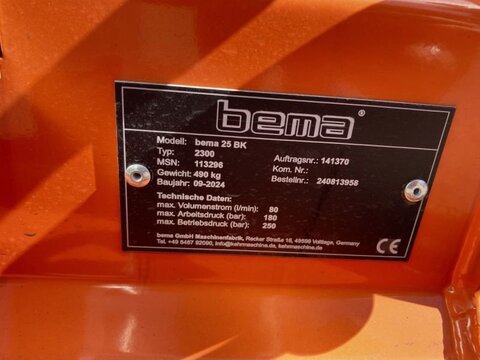 bema®
Modell: bema 25 BK
Typ: 2300 Auftragsnr.: 141370
MSN: 113296 Kom. Nr.:
Gewicht: 490 kg Bestellnr.: 240813958
Baujahr: 09-2024
Technische Daten:
max. Volumenstrom (l/min): 80
max. Arbeitsdruck (bar): 180
max. Betriebsdruck (bar): 250
bema GmbH Maschinenfabrik, Recker Straße 16, 49599 Voltlage, Germany
Tel. +49 5467 92090, info@kehrmaschine.de, kehrmaschine.de
CE